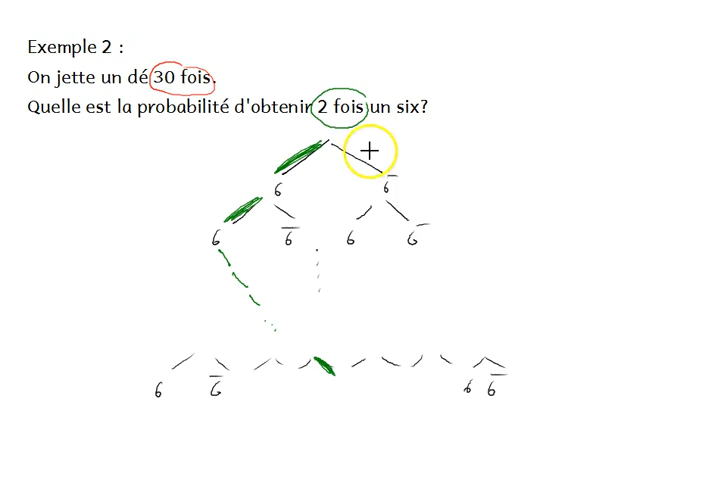 Exemple 2 :
On jette un dé 30 fois.
Quelle est la probabilité d'obtenir 2 fois un six?
6 6̅
6 6̅ 6 6̅
6 6̅ 6 6̅